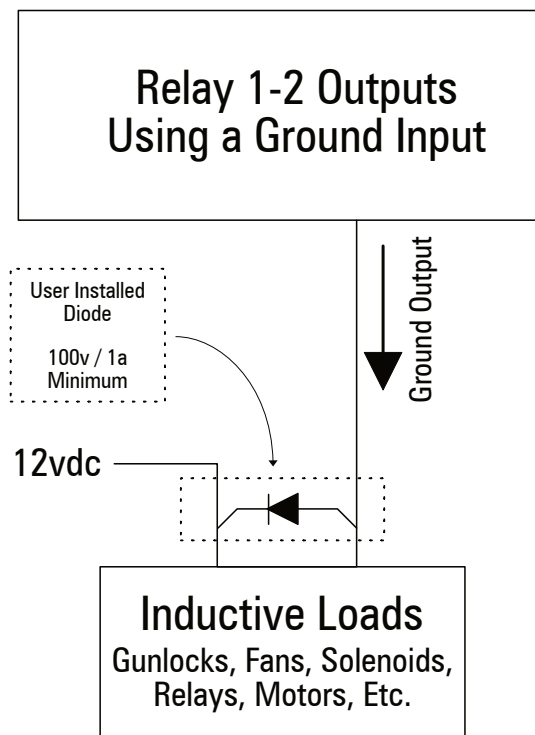 Relay 1-2 Outputs
Using a Ground Input
Ground Output
User Installed
Diode
100v / 1a
Minimum
12vdc
Inductive Loads
Gunlocks, Fans, Solenoids,
Relays, Motors, Etc.